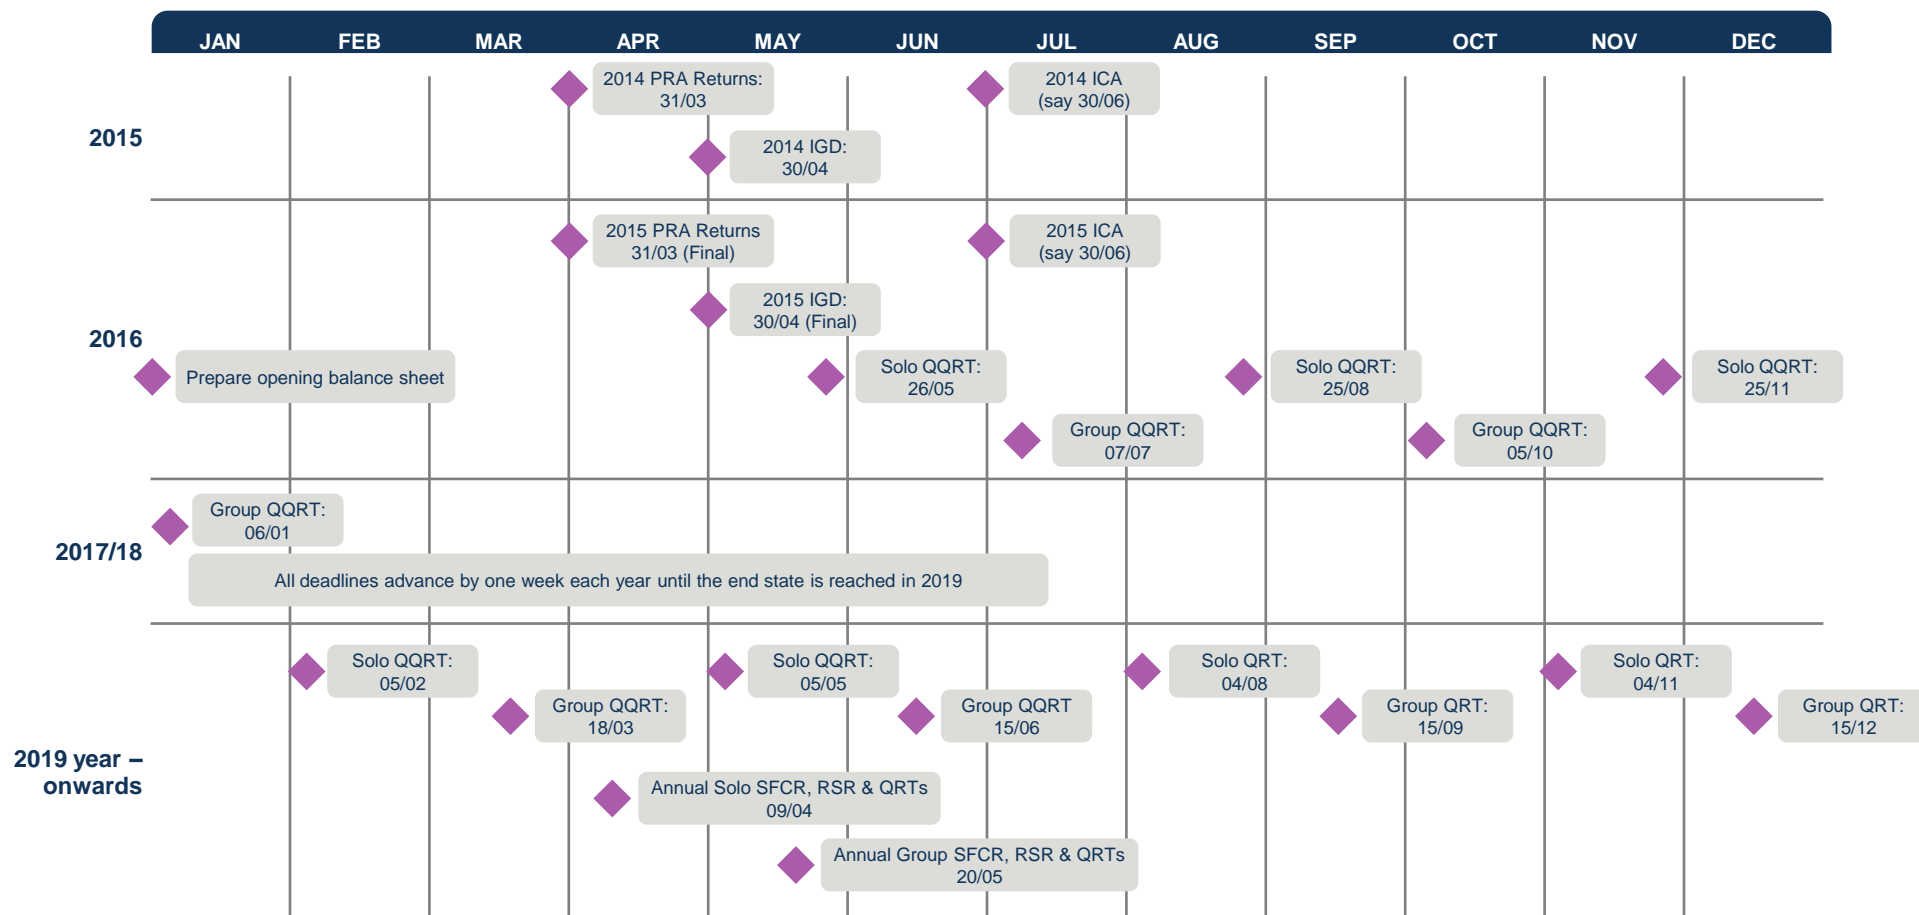 JAN FEB MAR APR MAY JUN JUL AUG SEP OCT NOV DEC
2015
2014 PRA Returns:
31/03
2014 ICA
(say 30/06)
2014 IGD:
30/04
2016
2015 PRA Returns
31/03 (Final)
2015 ICA
(say 30/06)
2015 IGD:
30/04 (Final)
Prepare opening balance sheet
Solo QQRT:
26/05
Solo QQRT:
25/08
Solo QQRT:
25/11
Group QQRT:
07/07
Group QQRT:
05/10
2017/18
Group QQRT:
06/01
All deadlines advance by one week each year until the end state is reached in 2019
2019 year –
onwards
Solo QQRT:
05/02
Solo QQRT:
05/05
Solo QRT:
04/08
Solo QRT:
04/11
Group QQRT:
18/03
Group QQRT
15/06
Group QRT:
15/09
Group QRT:
15/12
Annual Solo SFCR, RSR & QRTs
09/04
Annual Group SFCR, RSR & QRTs
20/05